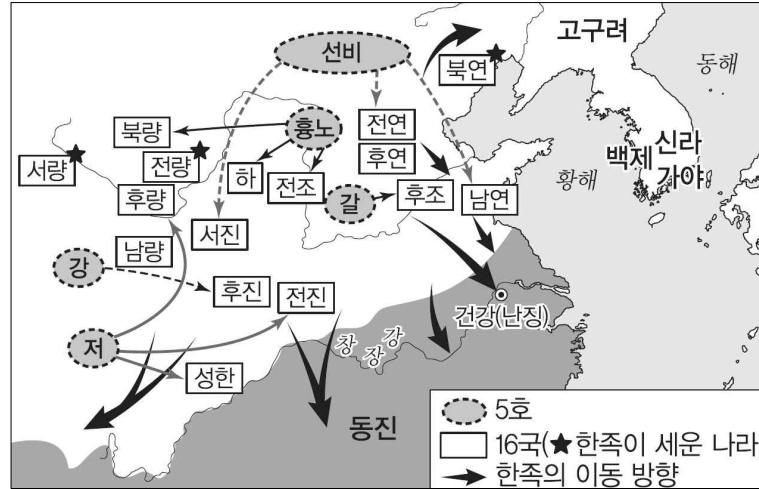 선비
고구려
북연
동해
북량
흉노
전연
서량
전량
하
후연
신라
백제
가야
후량
전조
갈
후조
남연
황해
서진
남량
강
후진
전진
건강(난징)
저
창장강
성한
동진
5호
16국(★한족이 세운 나라
한족의 이동 방향